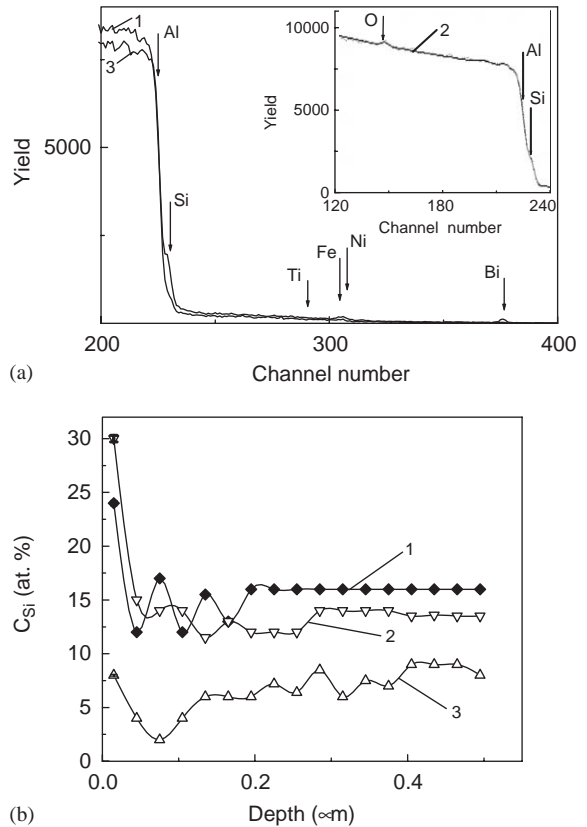 1
3
Al
Si
Ti
Fe
Ni
Bi
5000
Yield
200
300
400
Channel number
(a)
10000
7500
5000
0
Yield
O
2
Al
Si
120
180
240
Channel number
30
25
20
15
10
5
0
C_Si (at. %)
1
2
3
0.0
0.2
0.4
Depth (∝m)
(b)